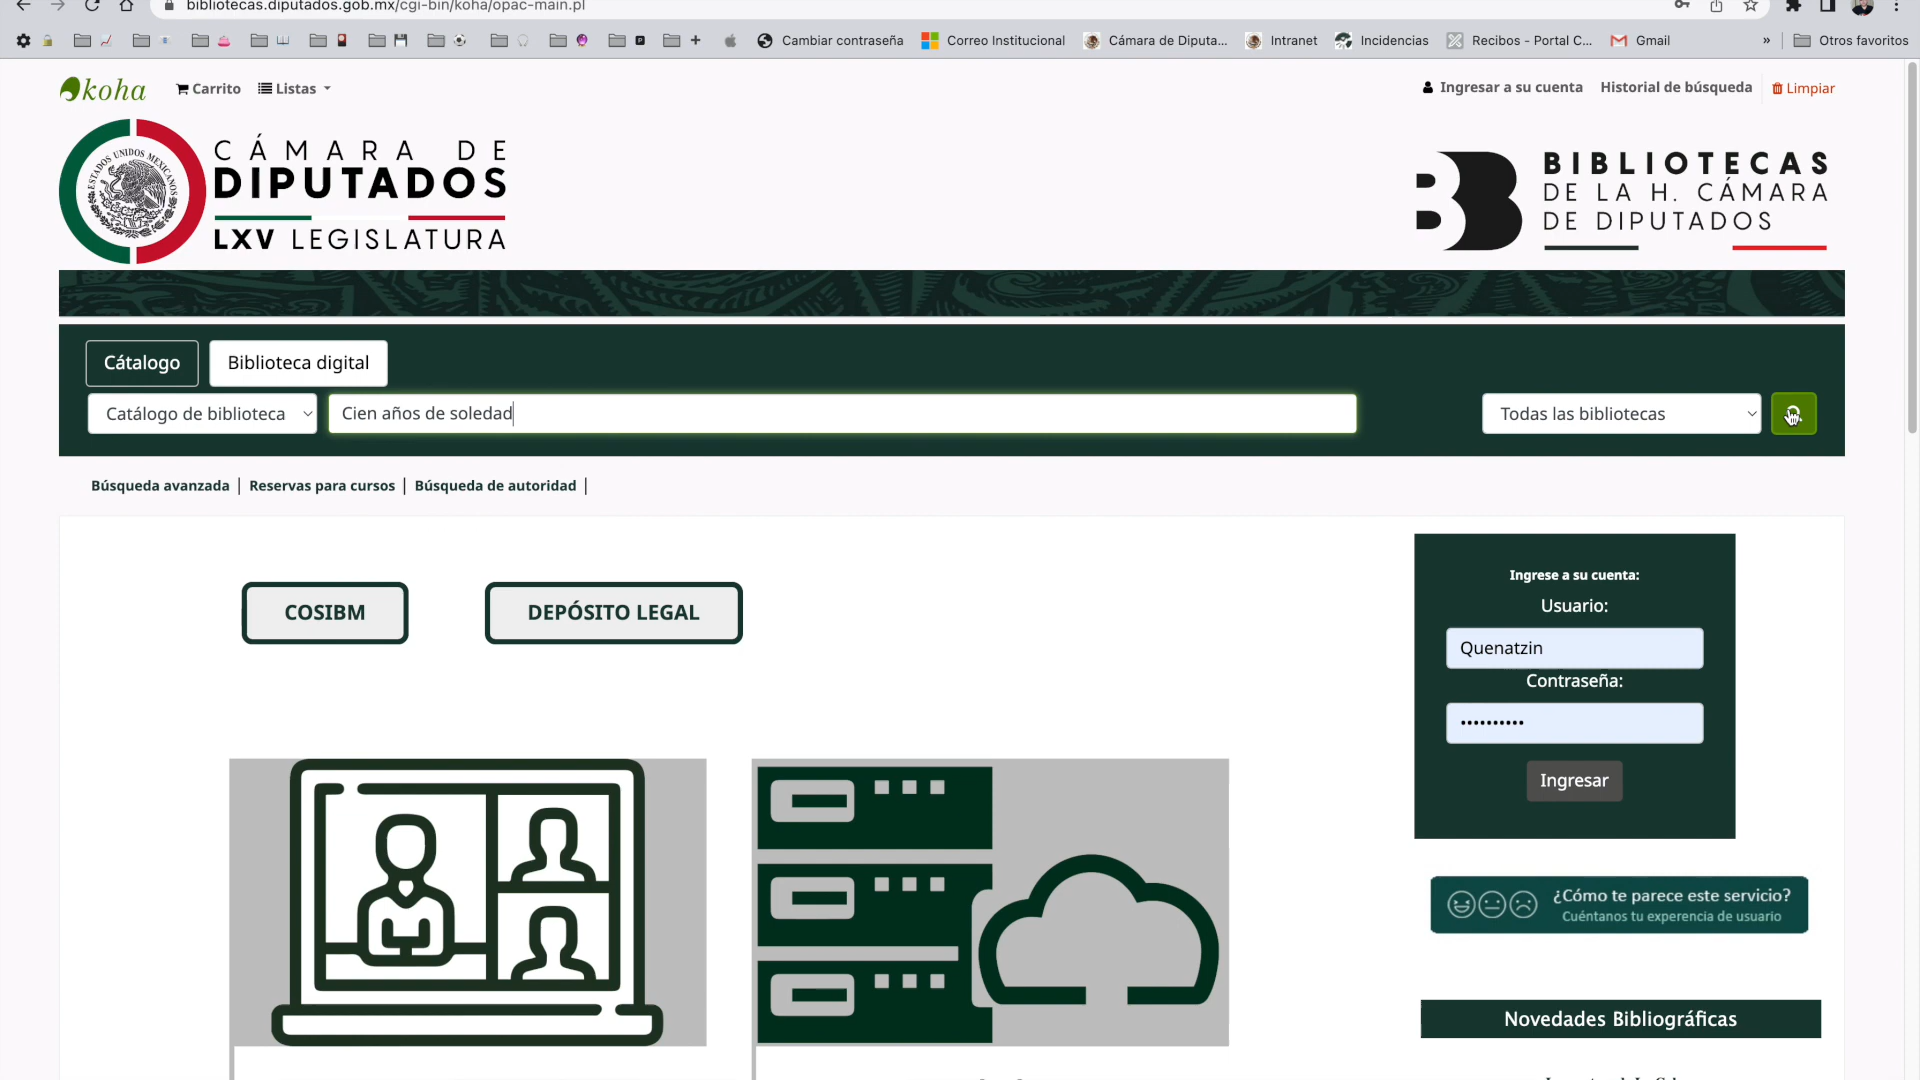 bibliotecas.diputados.gob.mx/cgi-bin/koha/opac-main.pl
Cambiar contraseña
Correo Institucional
Cámara de Diputa...
Intranet
Incidencias
Recibos - Portal C...
Gmail
»
Otros favoritos
koha
Carrito
Listas
Ingresar a su cuenta
Historial de búsqueda
Limpiar
ESTADOS UNIDOS MEXICANOS
CÁMARA DE
DIPUTADOS
LXV LEGISLATURA
BIBLIOTECAS
DE LA H. CÁMARA
DE DIPUTADOS
Cátalogo
Biblioteca digital
Catálogo de biblioteca
Cien años de soledad
Todas las bibliotecas
Búsqueda avanzada | Reservas para cursos | Búsqueda de autoridad |
COSIBM
DEPÓSITO LEGAL
Ingrese a su cuenta:
Usuario:
Quenatzin
Contraseña:
••••••••••
Ingresar
¿Cómo te parece este servicio?
Cuéntanos tu experencia de usuario
Novedades Bibliográficas